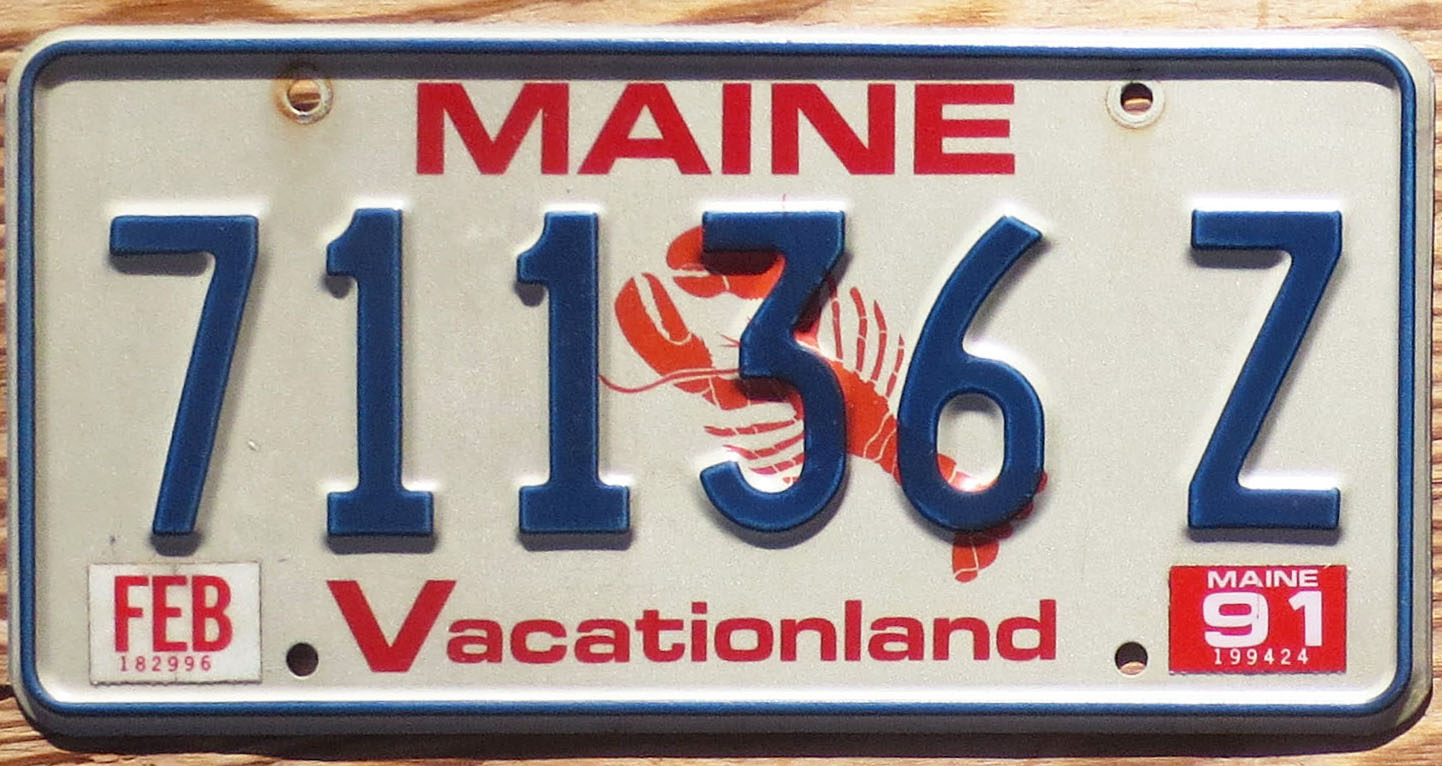 MAINE
71136 Z
FEB
182996
Vacationland
MAINE
91
199424